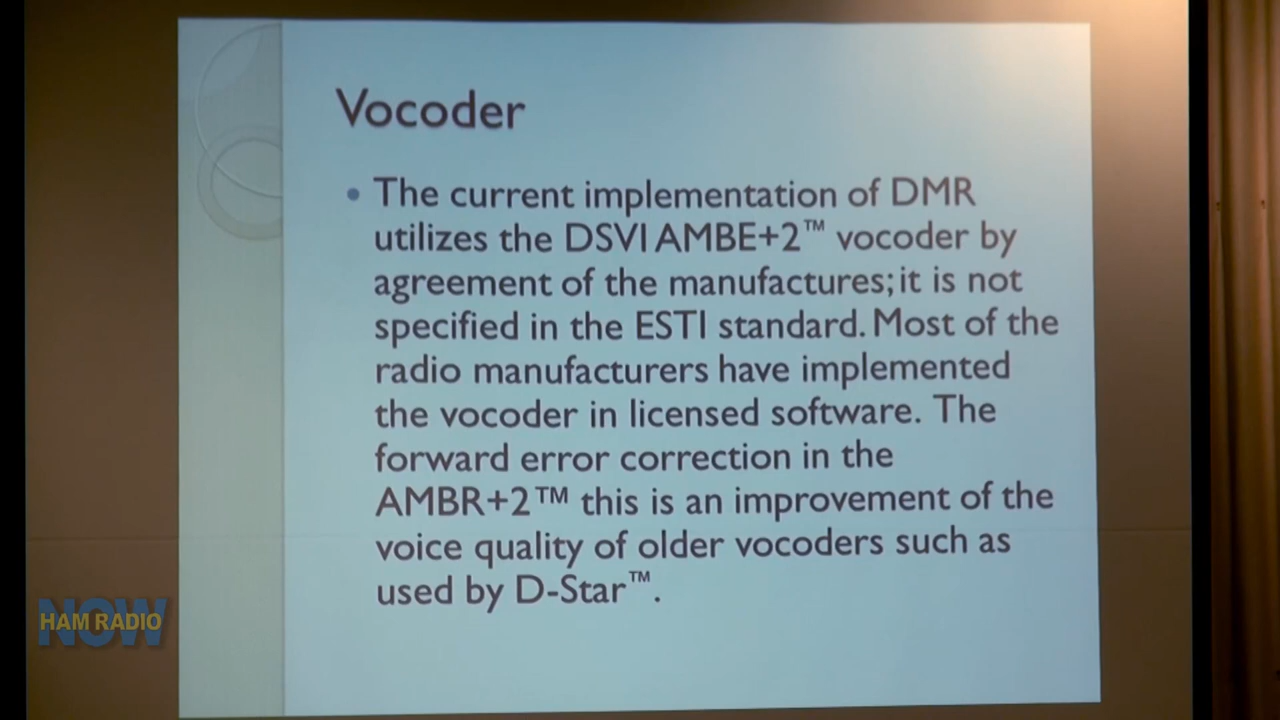 Vocoder
• The current implementation of DMR
utilizes the DSVI AMBE+2™ vocoder by
agreement of the manufactures; it is not
specified in the ESTI standard. Most of the
radio manufacturers have implemented
the vocoder in licensed software. The
forward error correction in the
AMBR+2™ this is an improvement of the
voice quality of older vocoders such as
used by D-Star™.
NOW
HAM RADIO